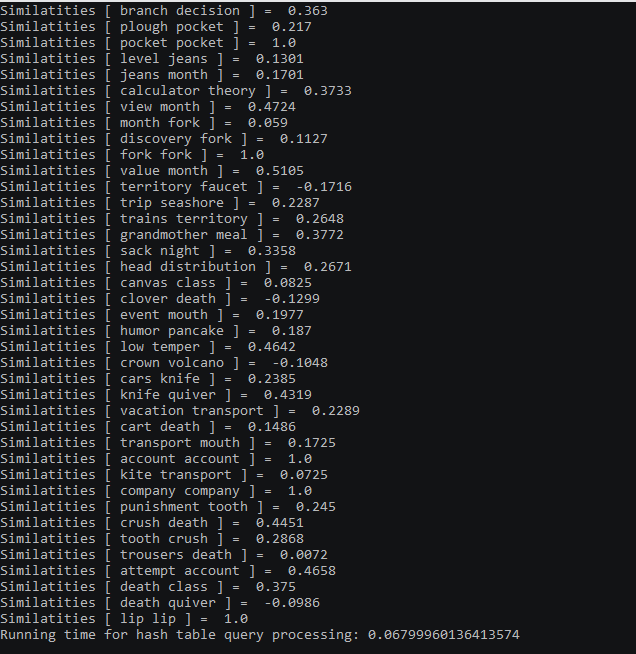 Similatities [ branch decision ] =  0.363
Similatities [ plough pocket ] =  0.217
Similatities [ pocket pocket ] =  1.0
Similatities [ level jeans ] =  0.1301
Similatities [ jeans month ] =  0.1701
Similatities [ calculator theory ] =  0.3733
Similatities [ view month ] =  0.4724
Similatities [ month fork ] =  0.059
Similatities [ discovery fork ] =  0.1127
Similatities [ fork fork ] =  1.0
Similatities [ value month ] =  0.5105
Similatities [ territory faucet ] =  -0.1716
Similatities [ trip seashore ] =  0.2287
Similatities [ trains territory ] =  0.2648
Similatities [ grandmother meal ] =  0.3772
Similatities [ sack night ] =  0.3358
Similatities [ head distribution ] =  0.2671
Similatities [ canvas class ] =  0.0825
Similatities [ clover death ] =  -0.1299
Similatities [ event mouth ] =  0.1977
Similatities [ humor pancake ] =  0.187
Similatities [ low temper ] =  0.4642
Similatities [ crown volcano ] =  -0.1048
Similatities [ cars knife ] =  0.2385
Similatities [ knife quiver ] =  0.4319
Similatities [ vacation transport ] =  0.2289
Similatities [ cart death ] =  0.1486
Similatities [ transport mouth ] =  0.1725
Similatities [ account account ] =  1.0
Similatities [ kite transport ] =  0.0725
Similatities [ company company ] =  1.0
Similatities [ punishment tooth ] =  0.245
Similatities [ crush death ] =  0.4451
Similatities [ tooth crush ] =  0.2868
Similatities [ trousers death ] =  0.0072
Similatities [ attempt account ] =  0.4658
Similatities [ death class ] =  0.375
Similatities [ death quiver ] =  -0.0986
Similatities [ lip lip ] =  1.0
Running time for hash table query processing: 0.06799960136413574